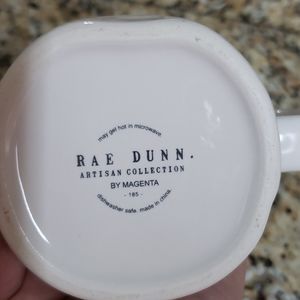 may get hot in microwave.
RAE DUNN.
ARTISAN COLLECTION
BY MAGENTA
- 185 -
dishwasher safe. made in china.